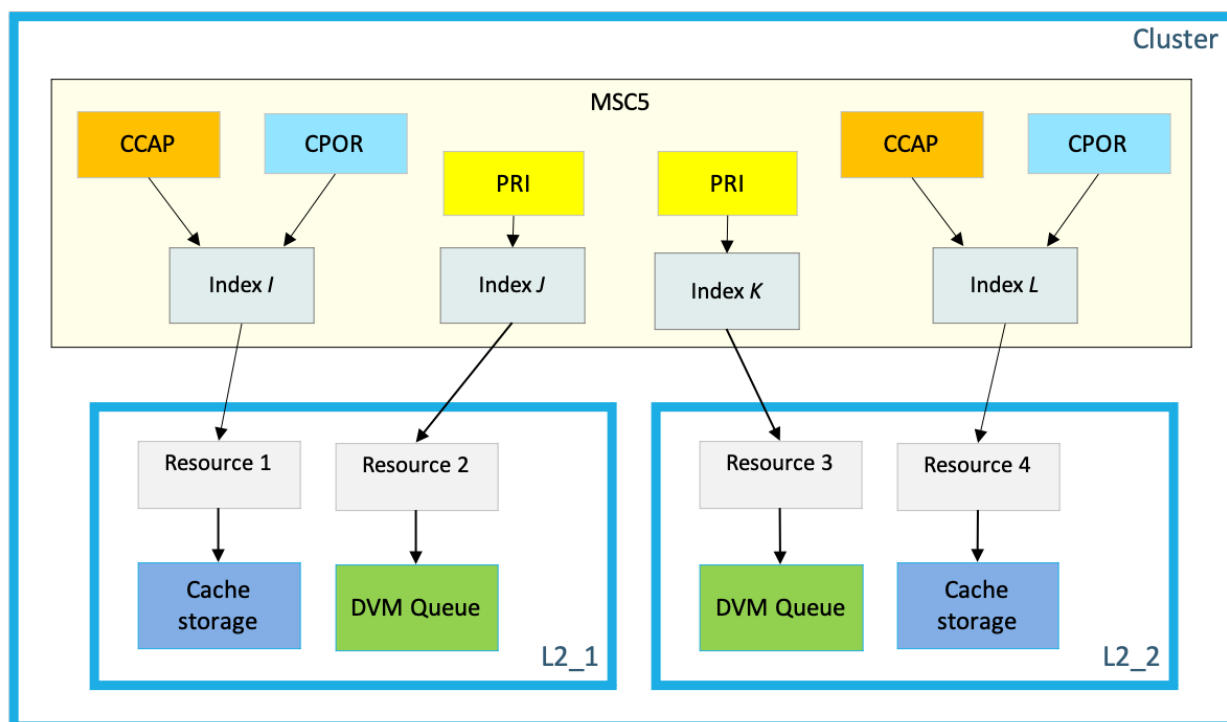 Cluster
MSC5
CCAP
CPOR
PRI
PRI
CCAP
CPOR
Index I
Index J
Index K
Index L
Resource 1
Resource 2
Resource 3
Resource 4
Cache
storage
DVM Queue
DVM Queue
Cache
storage
L2_1
L2_2